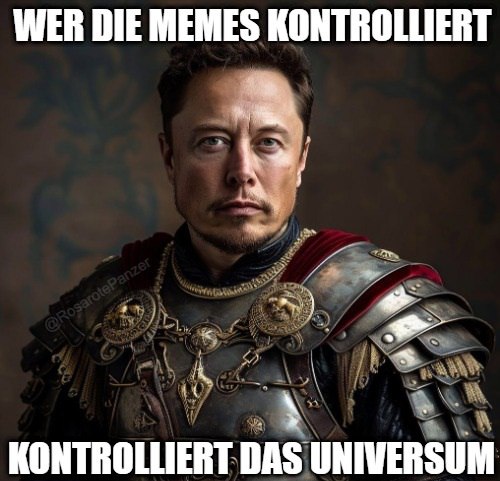 WER DIE MEMES KONTROLLIERT
@RosarotePanzer
KONTROLLIERT DAS UNIVERSUM